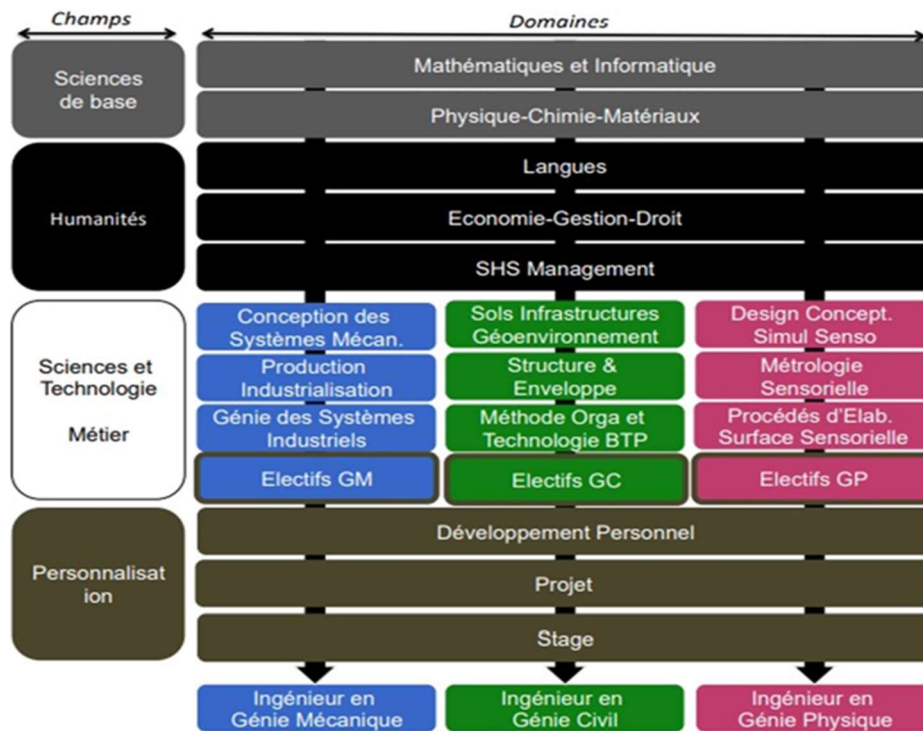 Champs
Domaines
Sciences
de base
Mathématiques et Informatique
Physique-Chimie-Matériaux
Humanités
Langues
Economie-Gestion-Droit
SHS Management
Sciences et
Technologie
Métier
Conception des
Systèmes Mécan.
Sols Infrastructures
Géoenvironnement
Design Concept.
Simul Senso
Production
Industrialisation
Structure &
Enveloppe
Métrologie
Sensorielle
Génie des Systèmes
Industriels
Méthode Orga et
Technologie BTP
Procédés d'Elab.
Surface Sensorielle
Electifs GM
Electifs GC
Electifs GP
Personnalisat
ion
Développement Personnel
Projet
Stage
Ingénieur en
Génie Mécanique
Ingénieur en
Génie Civil
Ingénieur en
Génie Physique